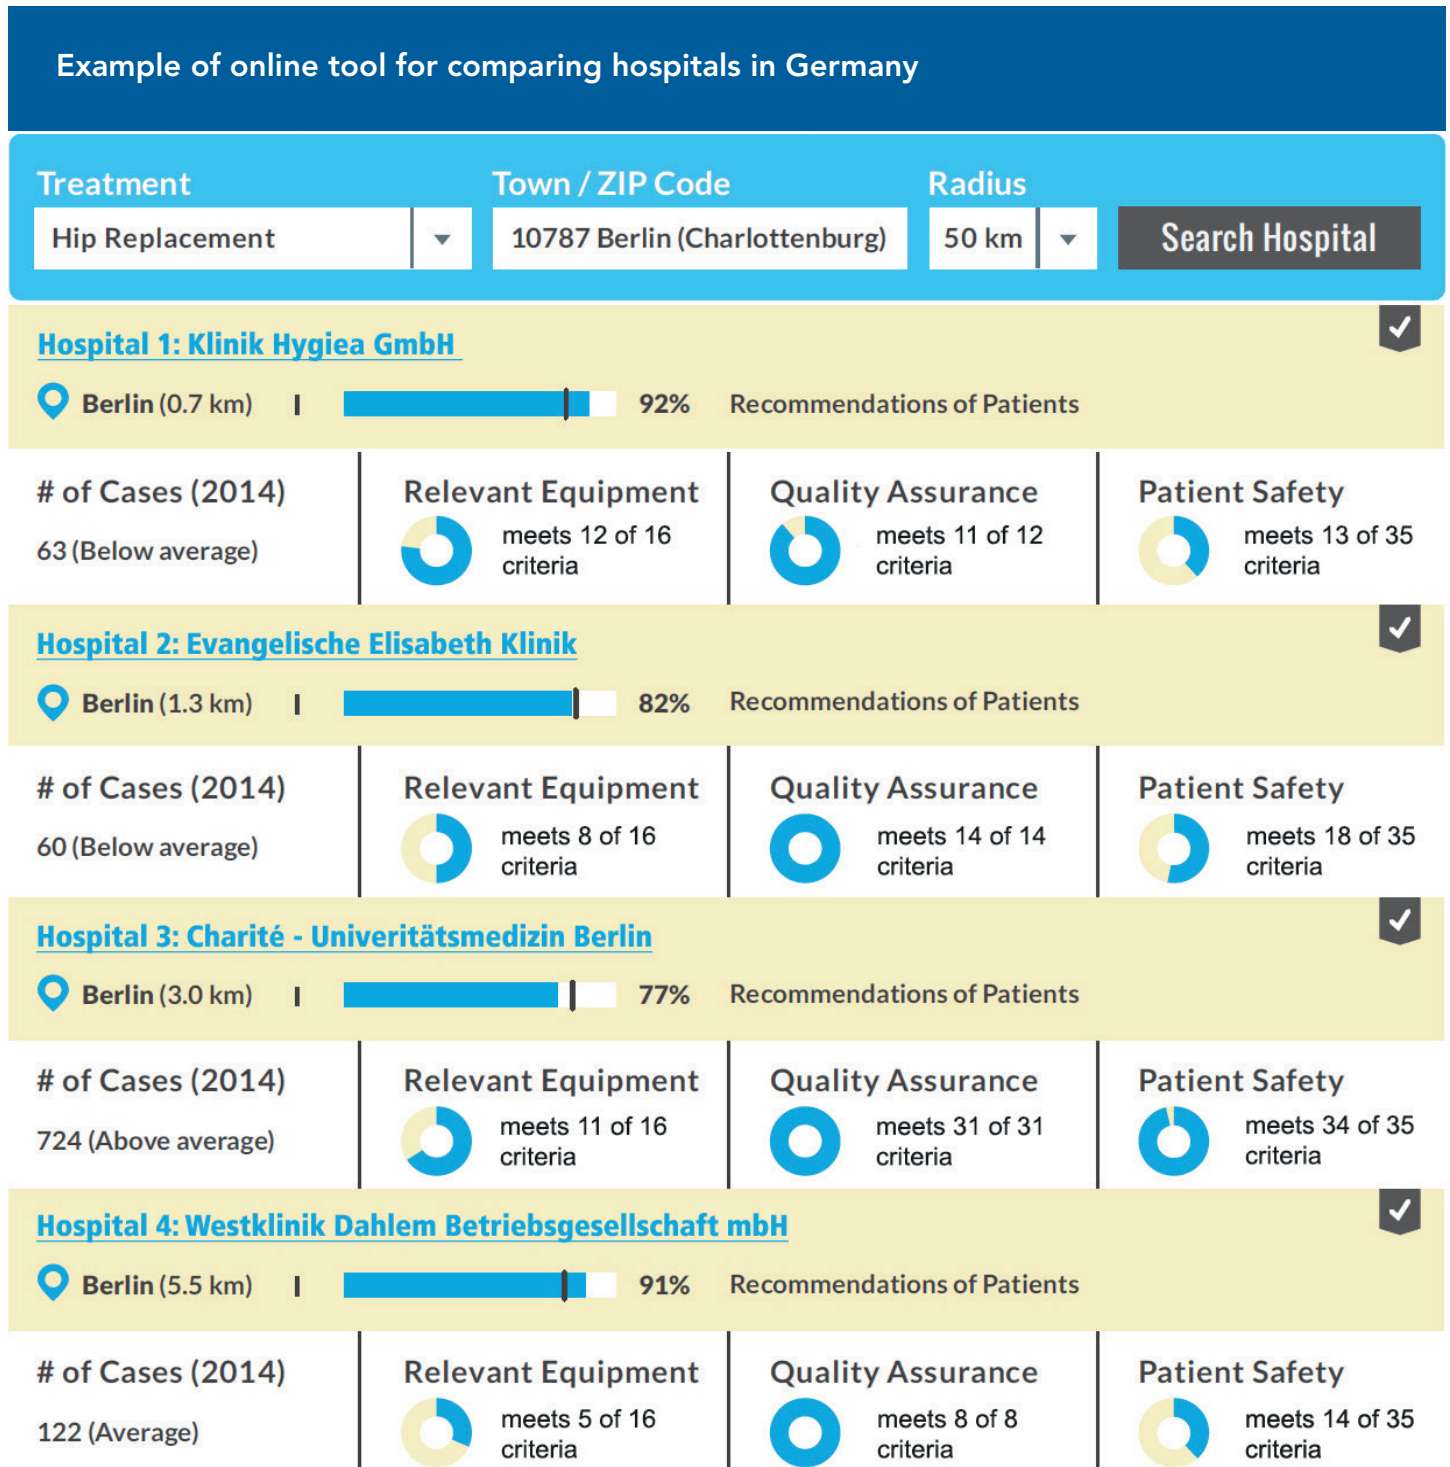 Example of online tool for comparing hospitals in Germany
Treatment Town / ZIP Code Radius
Hip Replacement 10787 Berlin (Charlottenburg) 50 km Search Hospital
Hospital 1: Klinik Hygiea GmbH
Berlin (0.7 km) 92% Recommendations of Patients
# of Cases (2014) Relevant Equipment Quality Assurance Patient Safety
63 (Below average) meets 12 of 16 criteria meets 11 of 12 criteria meets 13 of 35 criteria
Hospital 2: Evangelische Elisabeth Klinik
Berlin (1.3 km) 82% Recommendations of Patients
# of Cases (2014) Relevant Equipment Quality Assurance Patient Safety
60 (Below average) meets 8 of 16 criteria meets 14 of 14 criteria meets 18 of 35 criteria
Hospital 3: Charité - Univeritätsmedizin Berlin
Berlin (3.0 km) 77% Recommendations of Patients
# of Cases (2014) Relevant Equipment Quality Assurance Patient Safety
724 (Above average) meets 11 of 16 criteria meets 31 of 31 criteria meets 34 of 35 criteria
Hospital 4: Westklinik Dahlem Betriebsgesellschaft mbH
Berlin (5.5 km) 91% Recommendations of Patients
# of Cases (2014) Relevant Equipment Quality Assurance Patient Safety
122 (Average) meets 5 of 16 criteria meets 8 of 8 criteria meets 14 of 35 criteria